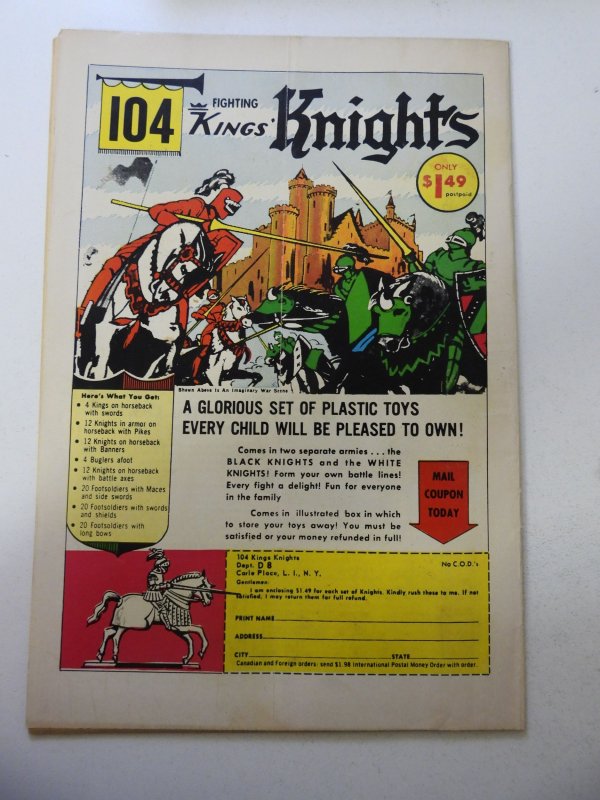 104
FIGHTING
KINGS' Knights
ONLY
$1.49
postpaid
Shown Above Is An Imaginary War Scene
Here's What You Get:
• 4 Kings on horseback
with swords
• 12 Knights in armor on
horseback with Pikes
• 12 Knights on horseback
with Banners
• 4 Buglers afoot
• 12 Knights on horseback
with battle axes
• 20 Footsoldiers with Maces
and side swords
• 20 Footsoldiers with swords
and shields
• 20 Footsoldiers with
long bows
A GLORIOUS SET OF PLASTIC TOYS
EVERY CHILD WILL BE PLEASED TO OWN!
Comes in two separate armies . . . the
BLACK KNIGHTS and the WHITE
KNIGHTS! Form your own battle lines!
Every fight a delight! Fun for everyone
in the family
Comes in illustrated box in which
to store your toys away! You must be
satisfied or your money refunded in full!
MAIL
COUPON
TODAY
104 Kings Knights
Dept. D 8
Carle Place, L. I., N. Y.
No C.O.D.'s
Gentlemen:
I am enclosing $1.49 for each set of Knights. Kindly rush these to me. If not
satisfied, I may return them for full refund.
PRINT NAME
ADDRESS
CITY STATE
Canadian and Foreign orders: send $1.98 International Postal Money Order with order.